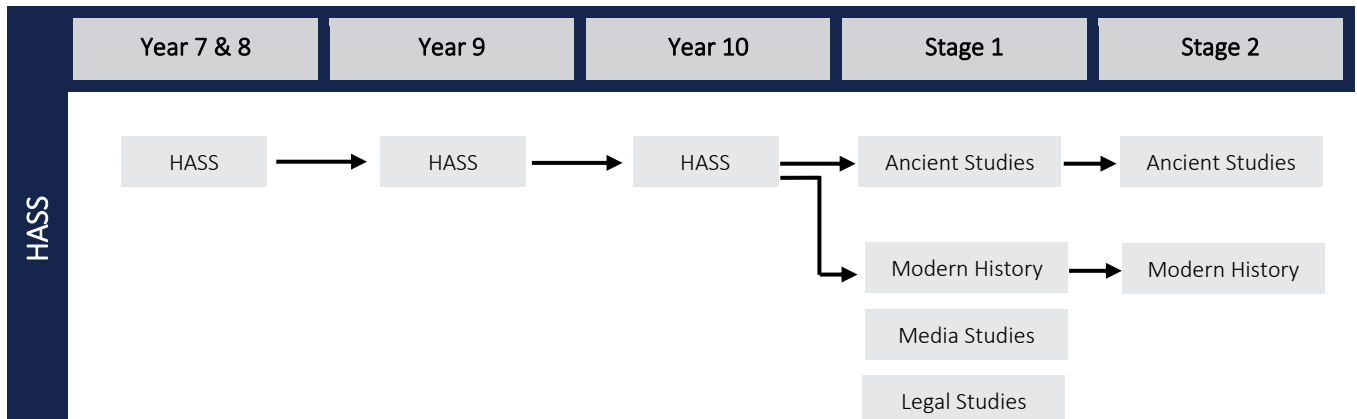 Year 7 & 8
Year 9
Year 10
Stage 1
Stage 2
HASS
HASS
HASS
HASS
Ancient Studies
Ancient Studies
Modern History
Modern History
Media Studies
Legal Studies